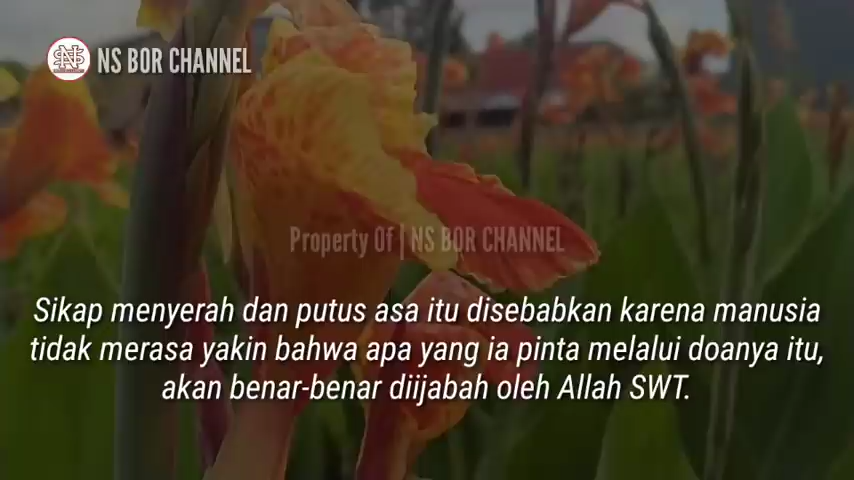 NS BOR CHANNEL
Property Of | NS BOR CHANNEL
Sikap menyerah dan putus asa itu disebabkan karena manusia
tidak merasa yakin bahwa apa yang ia pinta melalui doanya itu,
akan benar-benar diijabah oleh Allah SWT.